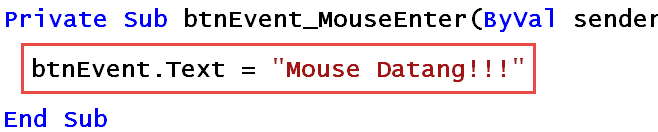 Private Sub btnEvent_MouseEnter(ByVal sender
btnEvent.Text = "Mouse Datang!!!"
End Sub